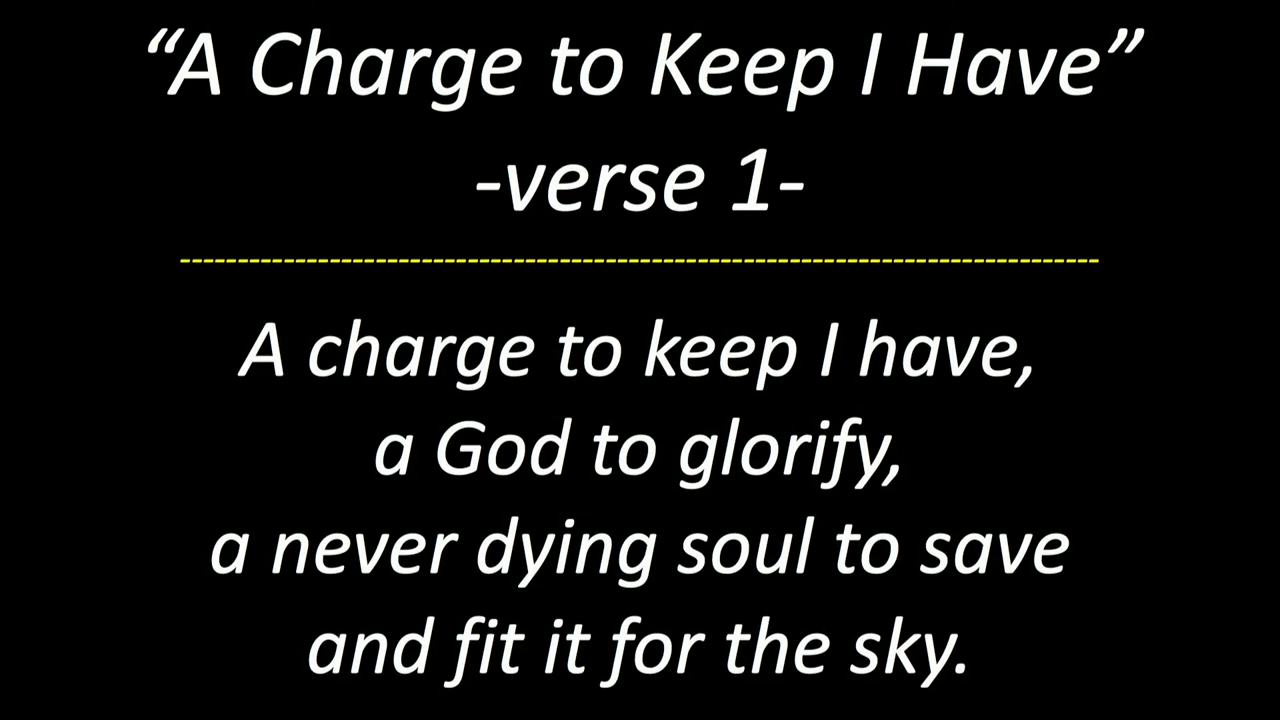 “A Charge to Keep I Have”
-verse 1-
--------------------------------------------------------------------------------
A charge to keep I have,
a God to glorify,
a never dying soul to save
and fit it for the sky.